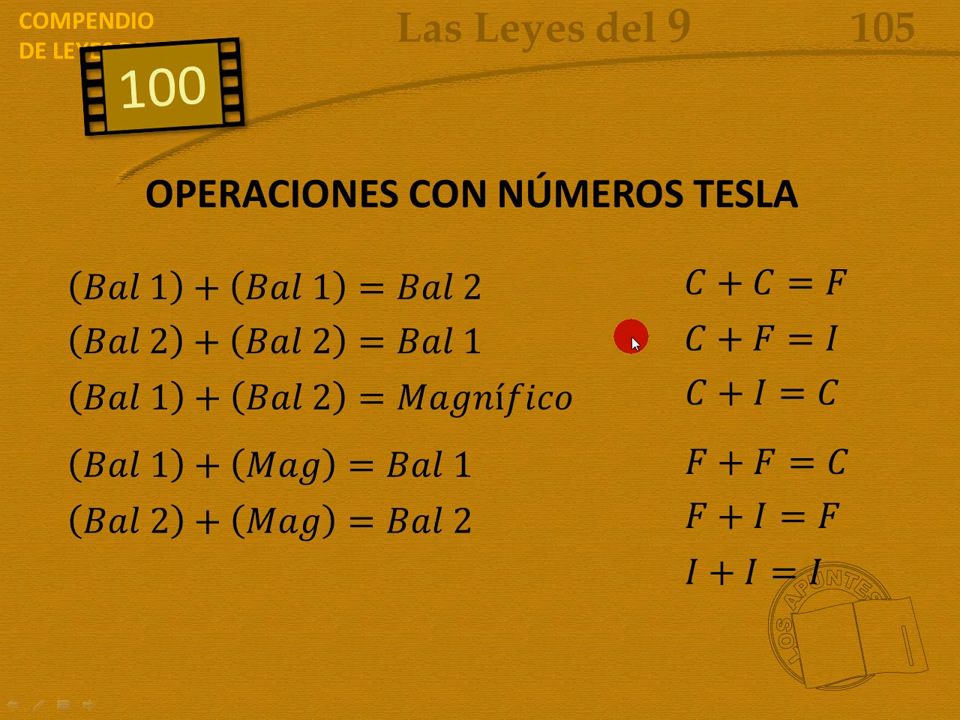 COMPENDIO
DE LEYES
Las Leyes del 9
105
100
OPERACIONES CON NÚMEROS TESLA
(Bal 1) + (Bal 1) = Bal 2
(Bal 2) + (Bal 2) = Bal 1
(Bal 1) + (Bal 2) = Magnífico
(Bal 1) + (Mag) = Bal 1
(Bal 2) + (Mag) = Bal 2
C + C = F
C + F = I
C + I = C
F + F = C
F + I = F
I + I = I
LOS APUNTES